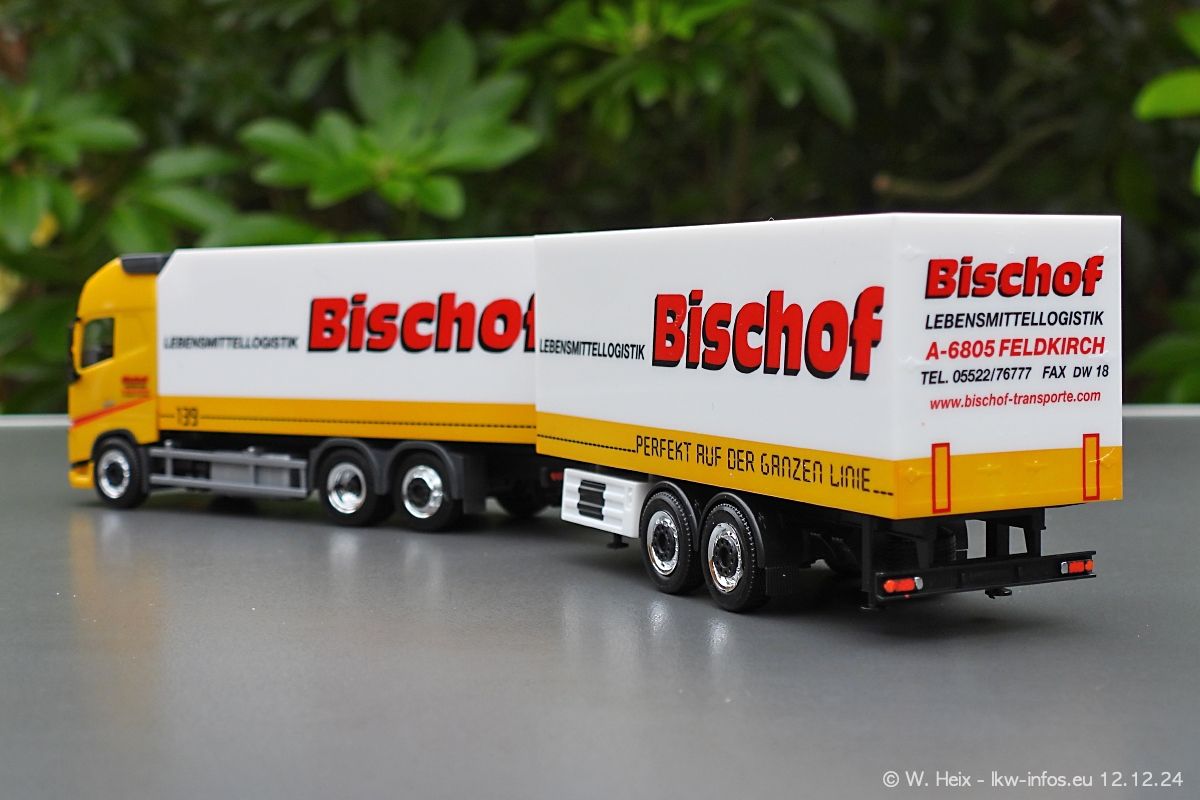 Bischof
LEBENSMITTELLOGISTIK
139
Bischof
LEBENSMITTELLOGISTIK
Bischof
...PERFEKT AUF DER GANZEN LINIE...
Bischof
LEBENSMITTELLOGISTIK
A-6805 FELDKIRCH
TEL. 05522/76777 FAX DW 18
www.bischof-transporte.com
© W. Heix - lkw-infos.eu 12.12.24